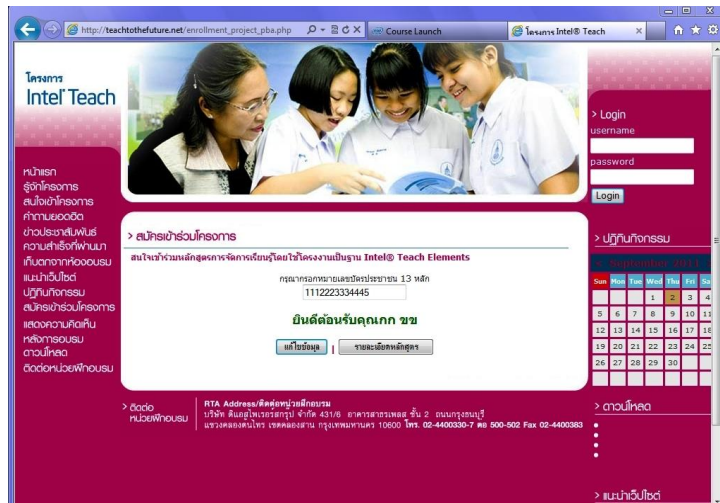 http://teachtothefuture.net/enrollment_project_pba.php
Course Launch
โครงการ Intel® Teach
โครงการ
Intel® Teach
หน้าแรก
รู้จักโครงการ
สนใจเข้าโครงการ
คำถามยอดฮิต
ข่าวประชาสัมพันธ์
ความสำเร็จที่ผ่านมา
เก็บตกจากห้องอบรม
แนะนำเว็บไซต์
ปฏิทินกิจกรรม
สมัครเข้าร่วมโครงการ
แสดงความคิดเห็น
หลังการอบรม
ดาวน์โหลด
ติดต่อหน่วยฝึกอบรม
> สมัครเข้าร่วมโครงการ
สนใจเข้าร่วมหลักสูตรการจัดการเรียนรู้โดยใช้โครงงานเป็นฐาน Intel® Teach Elements
กรุณากรอกหมายเลขบัตรประชาชน 13 หลัก
1112223334445
ยินดีต้อนรับคุณกก ขข
แก้ไขข้อมูล | รายละเอียดหลักสูตร
> ติดต่อ
หน่วยฝึกอบรม
RTA Address/ติดต่อหน่วยฝึกอบรม
บริษัท ดีแอสไพเรอร์สกรุ๊ป จำกัด 431/6 อาคารสาธรเพลส ชั้น 2 ถนนกรุงธนบุรี
แขวงคลองต้นไทร เขตคลองสาน กรุงเทพมหานคร 10600 โทร. 02-4400330-7 ต่อ 500-502 Fax 02-4400383
> Login
username
password
Login
> ปฏิทินกิจกรรม
September 2011
Sun Mon Tue Wed Thu Fri Sa
1 2 3 4
5 6 7 8 9 10 11
12 13 14 15 16 17 18
19 20 21 22 23 24 25
26 27 28 29 30
> ดาวน์โหลด
> แนะนำเว็บไซต์